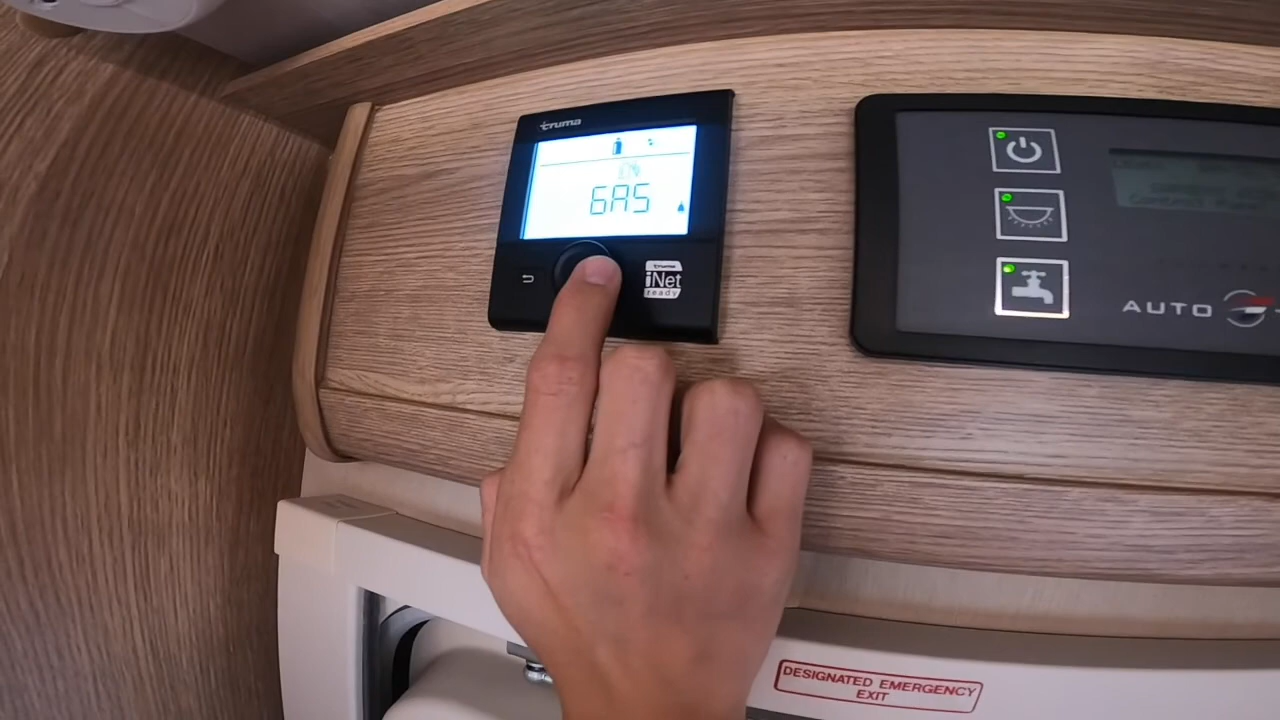 truma
GAS
truma
iNet
ready
AUTO
DESIGNATED EMERGENCY
EXIT